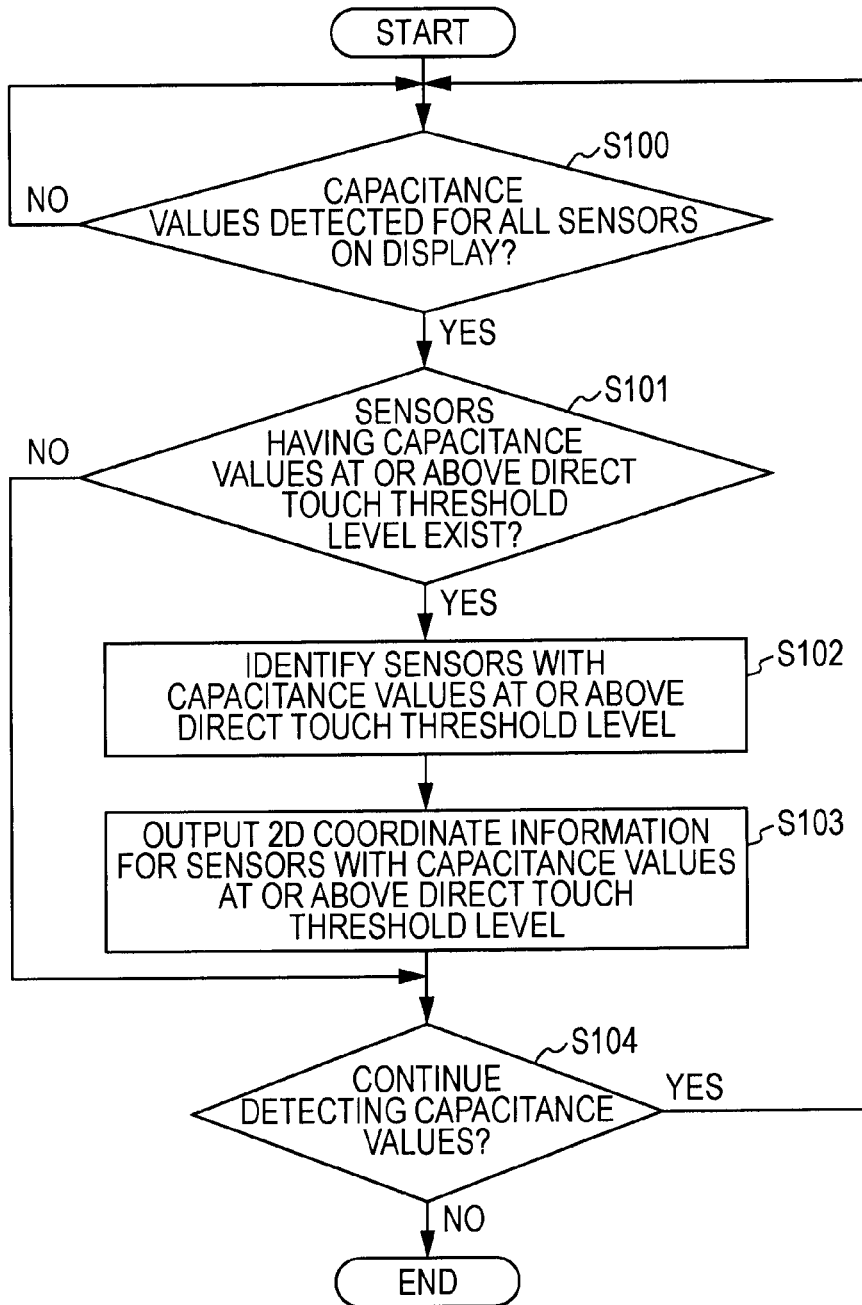 START
S100
CAPACITANCE
VALUES DETECTED FOR ALL SENSORS
ON DISPLAY?
NO
YES
S101
SENSORS
HAVING CAPACITANCE
VALUES AT OR ABOVE DIRECT
TOUCH THRESHOLD
LEVEL EXIST?
NO
YES
S102
IDENTIFY SENSORS WITH
CAPACITANCE VALUES AT OR ABOVE
DIRECT TOUCH THRESHOLD LEVEL
S103
OUTPUT 2D COORDINATE INFORMATION
FOR SENSORS WITH CAPACITANCE VALUES
AT OR ABOVE DIRECT TOUCH
THRESHOLD LEVEL
S104
CONTINUE
DETECTING CAPACITANCE
VALUES?
YES
NO
END